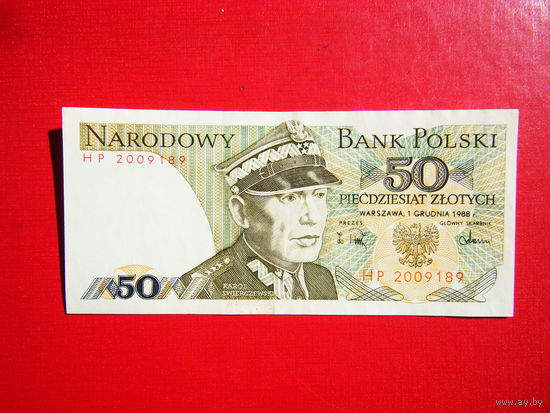 NARODOWY BANK POLSKI
HP 2009189
50
PIĘĆDZIESIĄT ZŁOTYCH
WARSZAWA, 1 GRUDNIA 1988 r.
PREZES GŁÓWNY SKARBNIK
HP 2009189
50
KAROL
ŚWIERCZEWSKI
www.ay.by